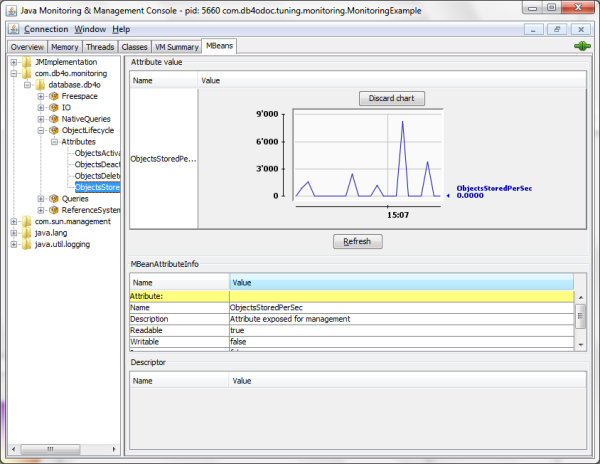 Java Monitoring & Management Console - pid: 5660 com.db4odoc.tuning.monitoring.MonitoringExample
Connection Window Help
Overview Memory Threads Classes VM Summary MBeans
JMImplementation
com.db4o.monitoring
database.db4o
Freespace
IO
NativeQueries
ObjectLifecycle
Attributes
ObjectsActiva
ObjectsDeact
ObjectsDelet
ObjectsStore
Queries
ReferenceSystem
com.sun.management
java.lang
java.util.logging
Attribute value
Name Value
ObjectsStoredPe...
Discard chart
9'000
6'000
3'000
0
ObjectsStoredPerSec
0.0000
15:07
Refresh
MBeanAttributeInfo
Name Value
Attribute:
Name ObjectsStoredPerSec
Description Attribute exposed for management
Readable true
Writable false
Descriptor
Name Value